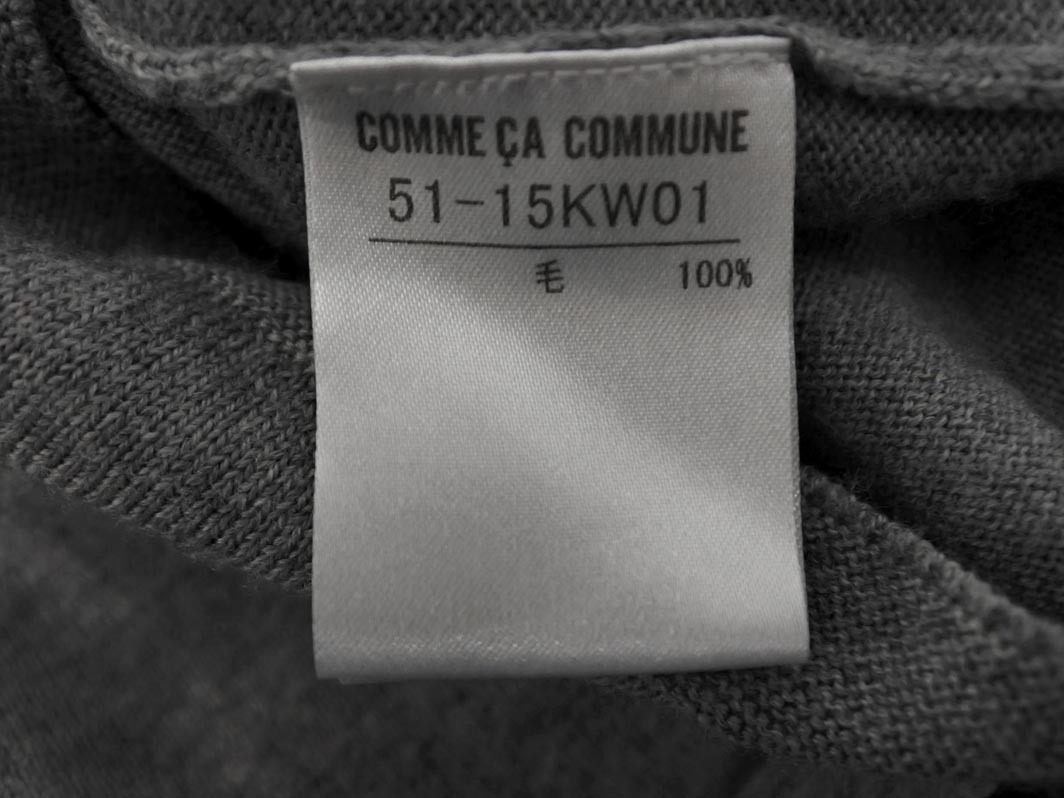 COMME ÇA COMMUNE
51-15KW01
毛 100%